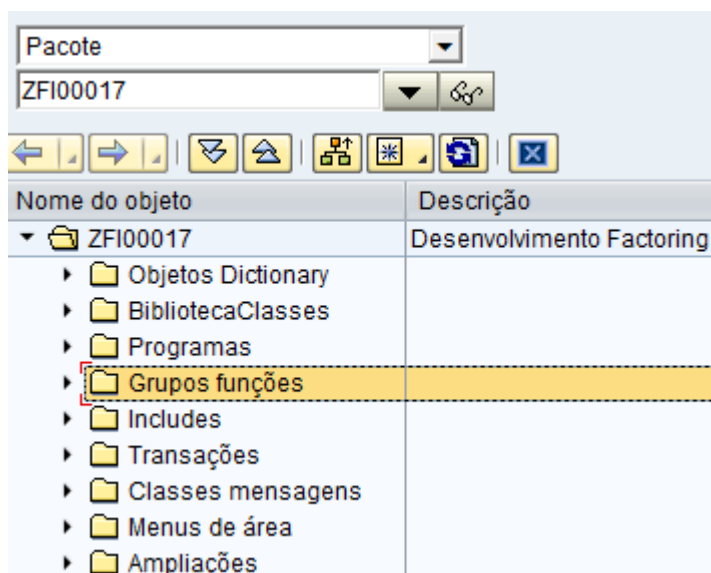 Pacote
ZFI00017
Nome do objeto Descrição
ZFI00017 Desenvolvimento Factoring
Objetos Dictionary
BibliotecaClasses
Programas
Grupos funções
Includes
Transações
Classes mensagens
Menus de área
Ampliações